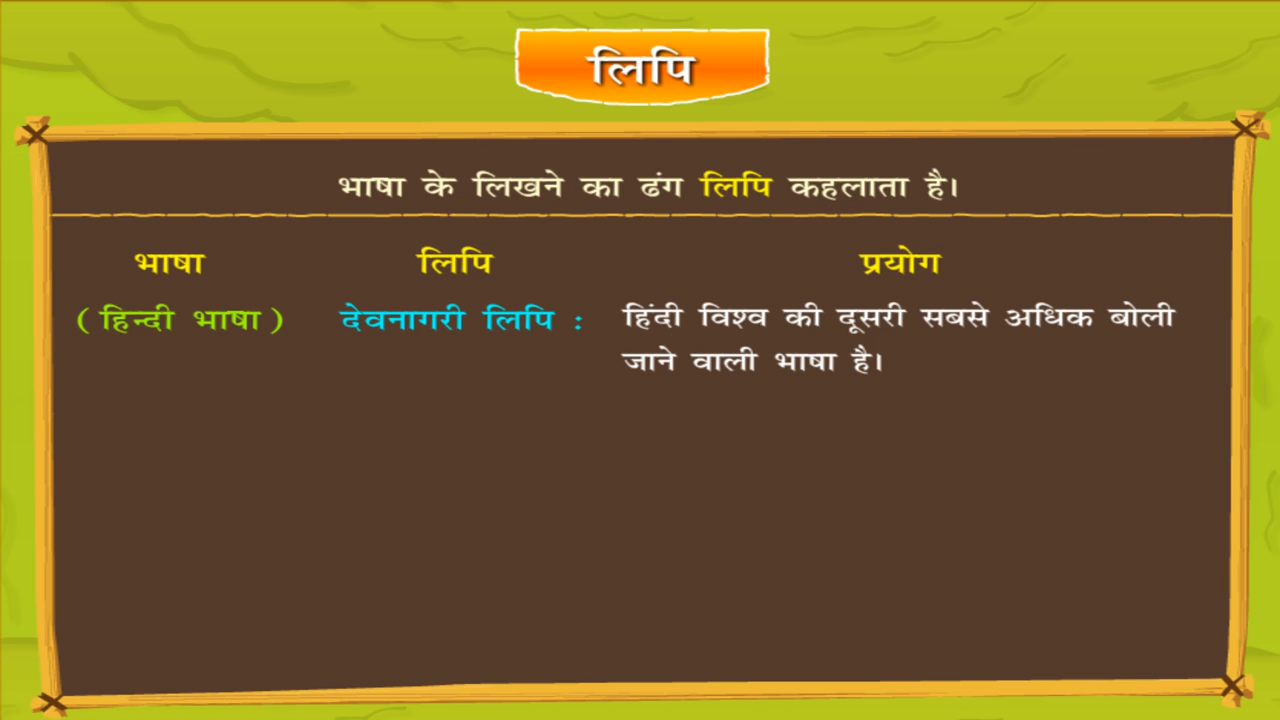 लिपि
भाषा के लिखने का ढंग लिपि कहलाता है।
भाषा लिपि प्रयोग
( हिन्दी भाषा ) देवनागरी लिपि : हिंदी विश्व की दूसरी सबसे अधिक बोली
जाने वाली भाषा है।